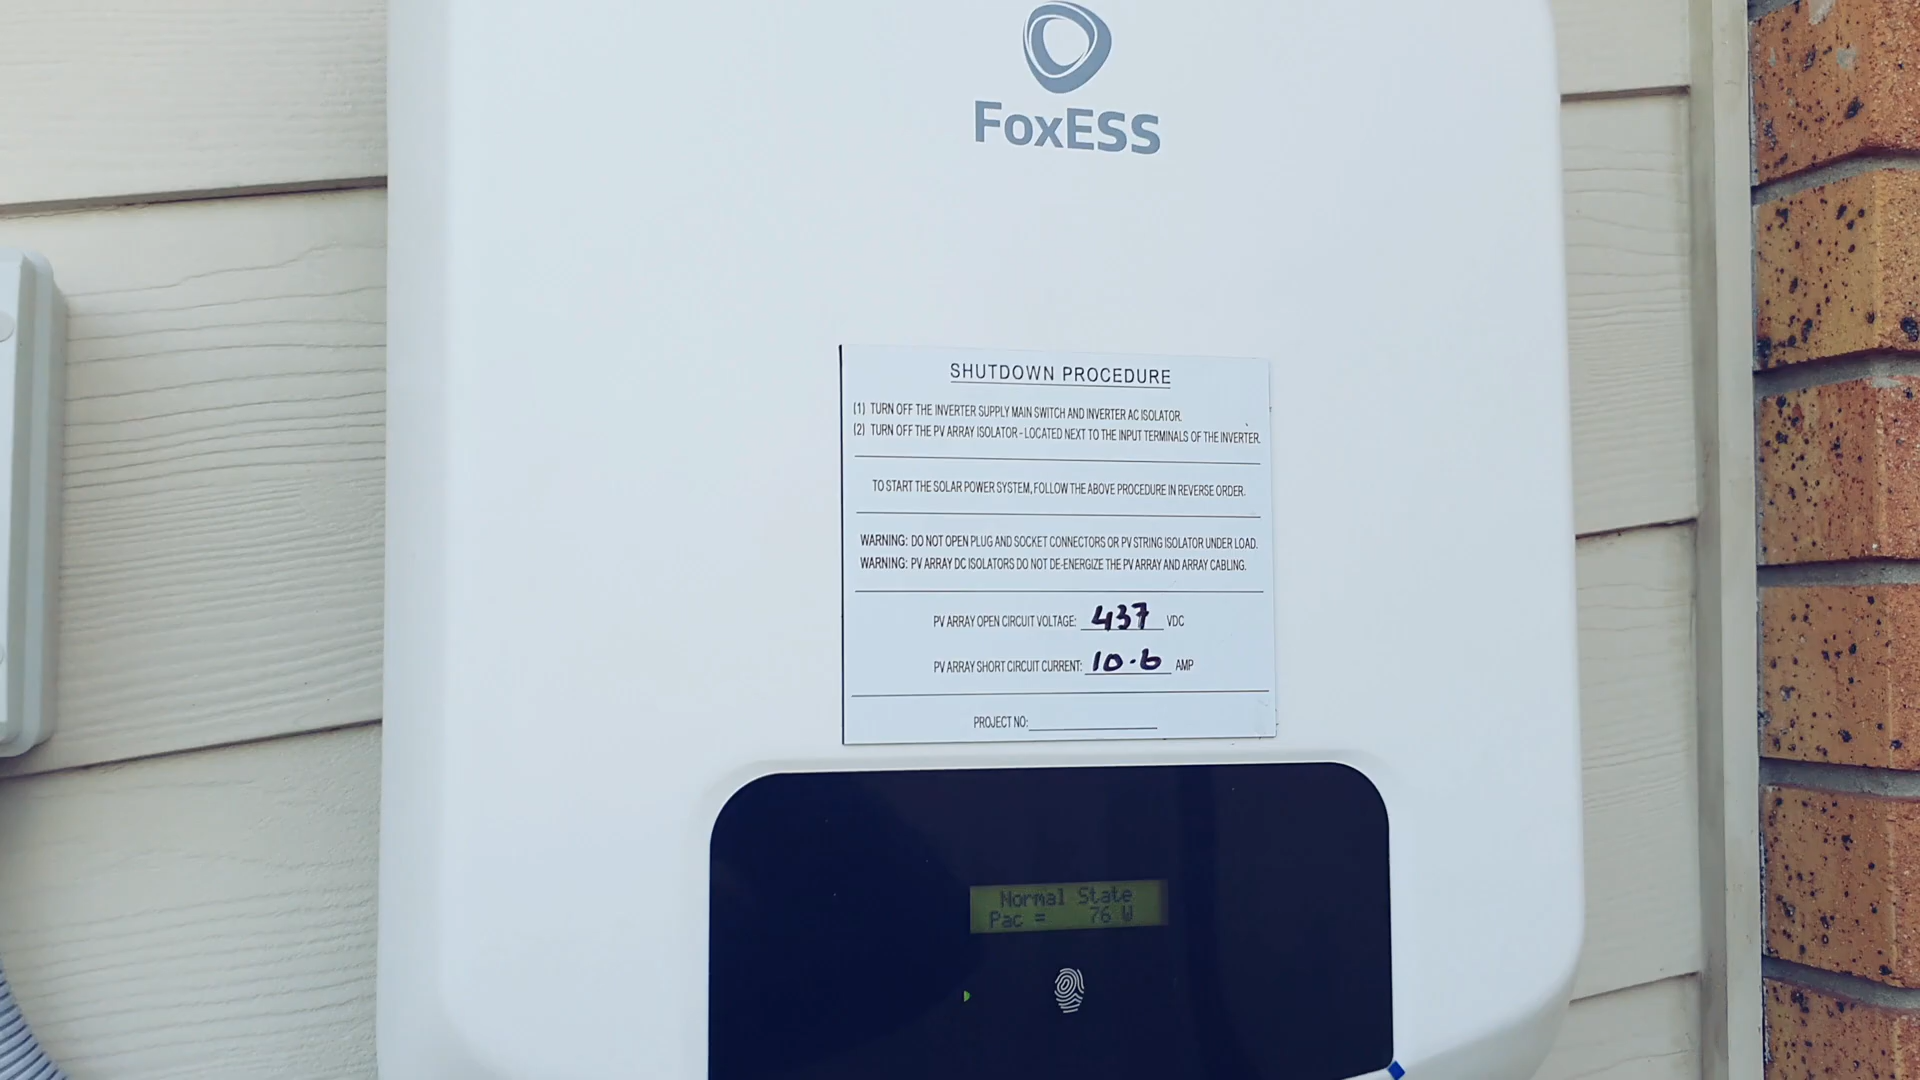 FoxESS
SHUTDOWN PROCEDURE
(1) TURN OFF THE INVERTER SUPPLY MAIN SWITCH AND INVERTER AC ISOLATOR.
(2) TURN OFF THE PV ARRAY ISOLATOR - LOCATED NEXT TO THE INPUT TERMINALS OF THE INVERTER.
TO START THE SOLAR POWER SYSTEM, FOLLOW THE ABOVE PROCEDURE IN REVERSE ORDER.
WARNING: DO NOT OPEN PLUG AND SOCKET CONNECTORS OR PV STRING ISOLATOR UNDER LOAD.
WARNING: PV ARRAY DC ISOLATORS DO NOT DE-ENERGIZE THE PV ARRAY AND ARRAY CABLING.
PV ARRAY OPEN CIRCUIT VOLTAGE: 437 VDC
PV ARRAY SHORT CIRCUIT CURRENT: 10.6 AMP
PROJECT NO:
Normal State
Pac = 76 W